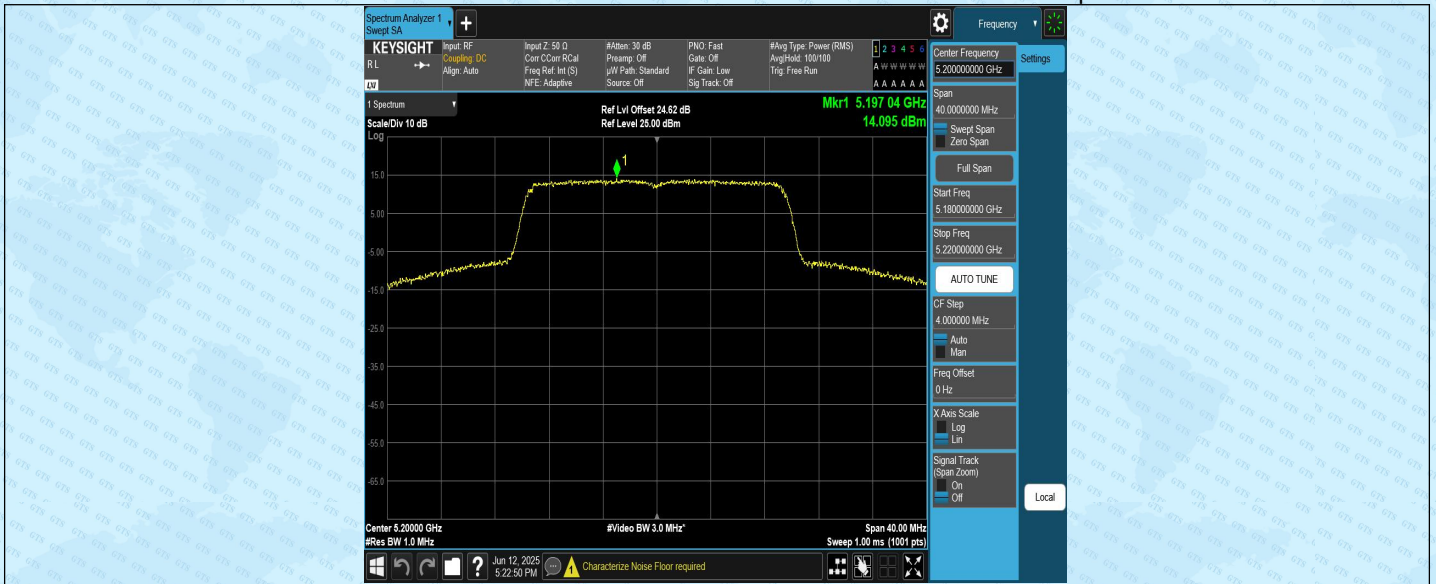 Spectrum Analyzer 1
Swept SA
+
Frequency
KEYSIGHT
RL
LXI
Input: RF
Coupling: DC
Align: Auto
Input Z: 50 Ω
Corr CCorr RCal
Freq Ref: Int (S)
NFE: Adaptive
#Atten: 30 dB
Preamp: Off
µW Path: Standard
Source: Off
PNO: Fast
Gate: Off
IF Gain: Low
Sig Track: Off
#Avg Type: Power (RMS)
Avg|Hold: 100/100
Trig: Free Run
1 2 3 4 5 6
A W W W W W
A A A A A A
1 Spectrum
Scale/Div 10 dB
Log
Ref Lvl Offset 24.62 dB
Ref Level 25.00 dBm
Mkr1 5.197 04 GHz
14.095 dBm
1
15.0
5.00
-5.00
-15.0
-25.0
-35.0
-45.0
-55.0
-65.0
Center 5.20000 GHz
#Res BW 1.0 MHz
#Video BW 3.0 MHz*
Span 40.00 MHz
Sweep 1.00 ms (1001 pts)
Center Frequency
5.200000000 GHz
Settings
Span
40.0000000 MHz
Swept Span
Zero Span
Full Span
Start Freq
5.180000000 GHz
Stop Freq
5.220000000 GHz
AUTO TUNE
CF Step
4.000000 MHz
Auto
Man
Freq Offset
0 Hz
X Axis Scale
Log
Lin
Signal Track
(Span Zoom)
On
Off
Local
?
Jun 12, 2025
5:22:50 PM
Characterize Noise Floor required
GTS